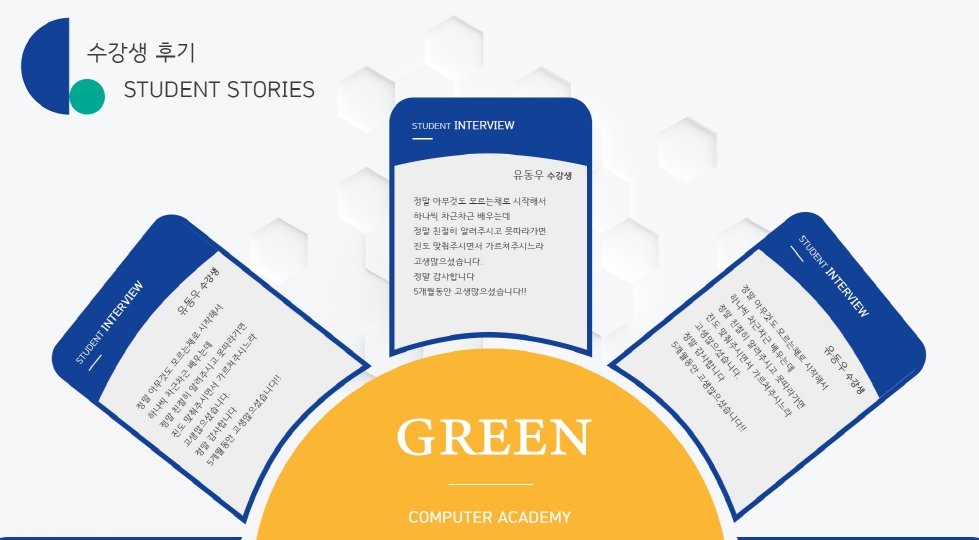 수강생 후기
STUDENT STORIES
STUDENT INTERVIEW
유동우 수강생
정말 아무것도 모르는채로 시작해서
하나씩 차근차근 배우는데
정말 친절히 알려주시고 못따라가면
진도 맞춰주시면서 가르쳐주시느라
고생많으셨습니다.
정말 감사합니다
5개월동안 고생많으셨습니다!!
STUDENT INTERVIEW
유동우 수강생
정말 아무것도 모르는채로 시작해서
하나씩 차근차근 배우는데
정말 친절히 알려주시고 못따라가면
진도 맞춰주시면서 가르쳐주시느라
고생많으셨습니다.
정말 감사합니다
5개월동안 고생많으셨습니다!!
STUDENT INTERVIEW
유동우 수강생
정말 아무것도 모르는채로 시작해서
하나씩 차근차근 배우는데
정말 친절히 알려주시고 못따라가면
진도 맞춰주시면서 가르쳐주시느라
고생많으셨습니다.
정말 감사합니다
5개월동안 고생많으셨습니다!!
GREEN
COMPUTER ACADEMY